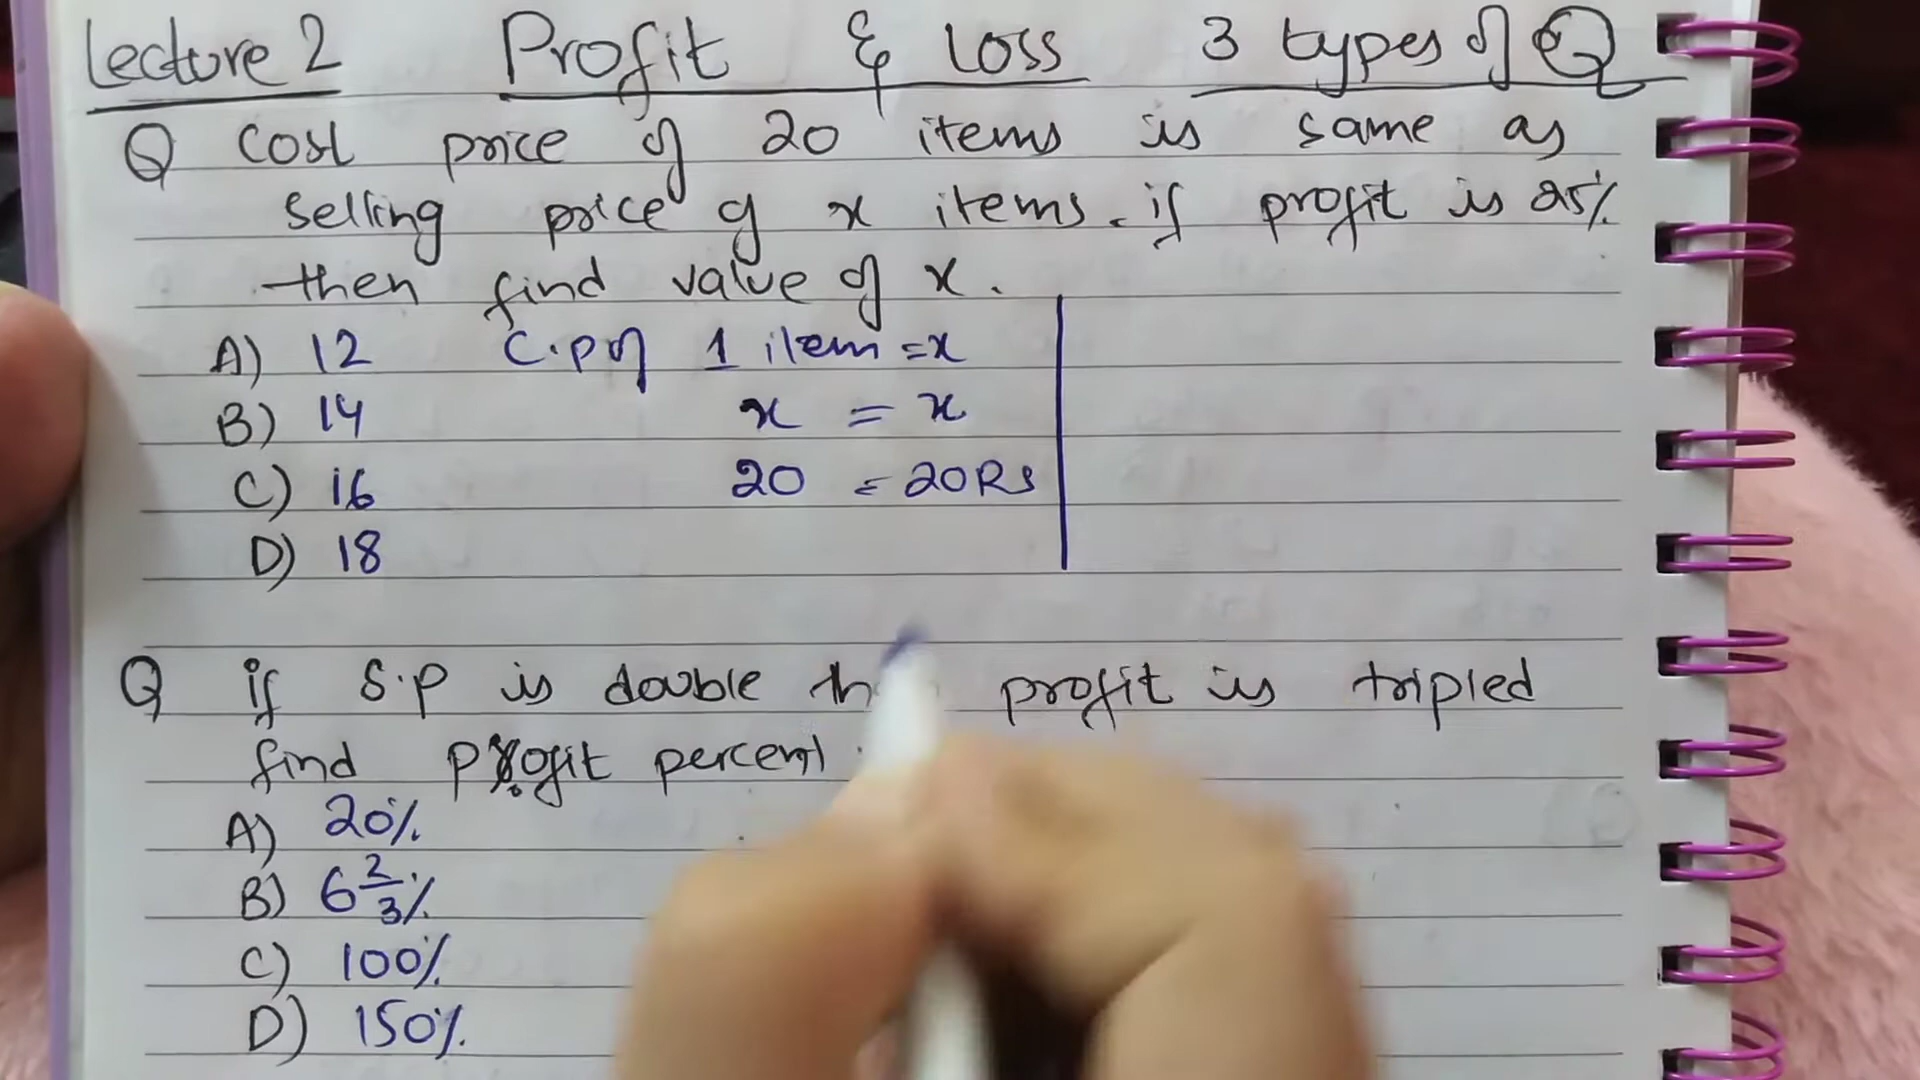 Lecture 2 Profit & Loss 3 types of Q
Q Cost price of 20 items is same as
selling price of x items. if profit is 25%
then find value of x.
A) 12 C.P of 1 item = x
B) 14 x = x
C) 16 20 = 20 Rs
D) 18
Q if S.P is double profit is tripled
find profit percent
A) 20%
B) 6 2/3 %
C) 100%
D) 150%